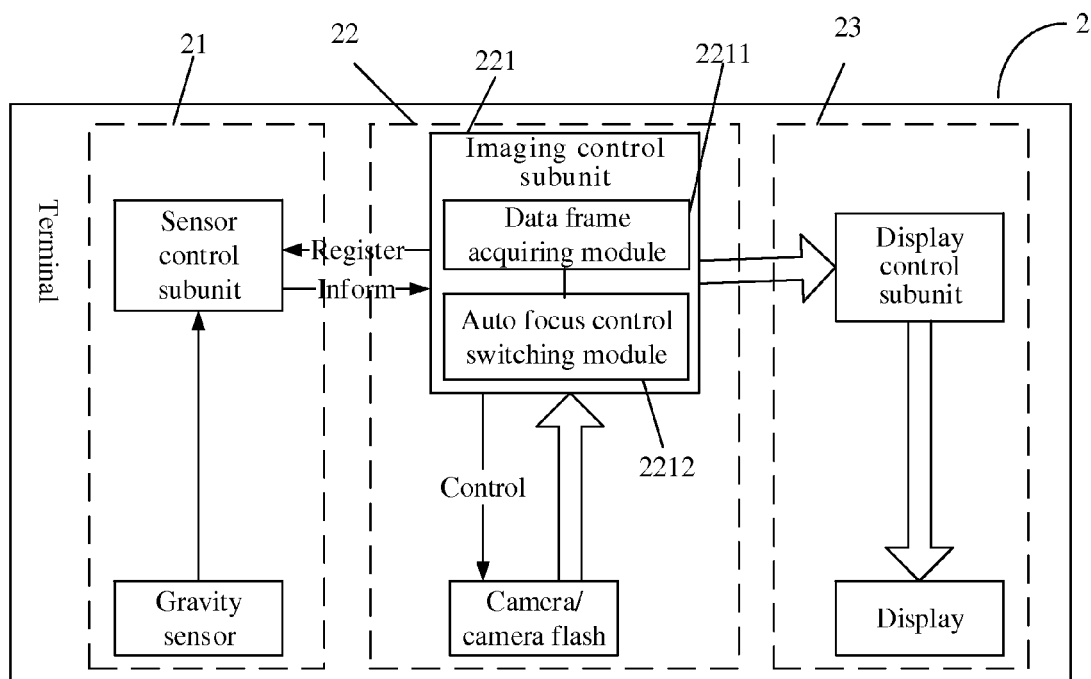 2
21
22
23
221
2211
Imaging control
subunit
Terminal
Sensor
control
subunit
Data frame
acquiring module
Register
Inform
Auto focus control
switching module
Display
control
subunit
2212
Control
Gravity
sensor
Camera/
camera flash
Display